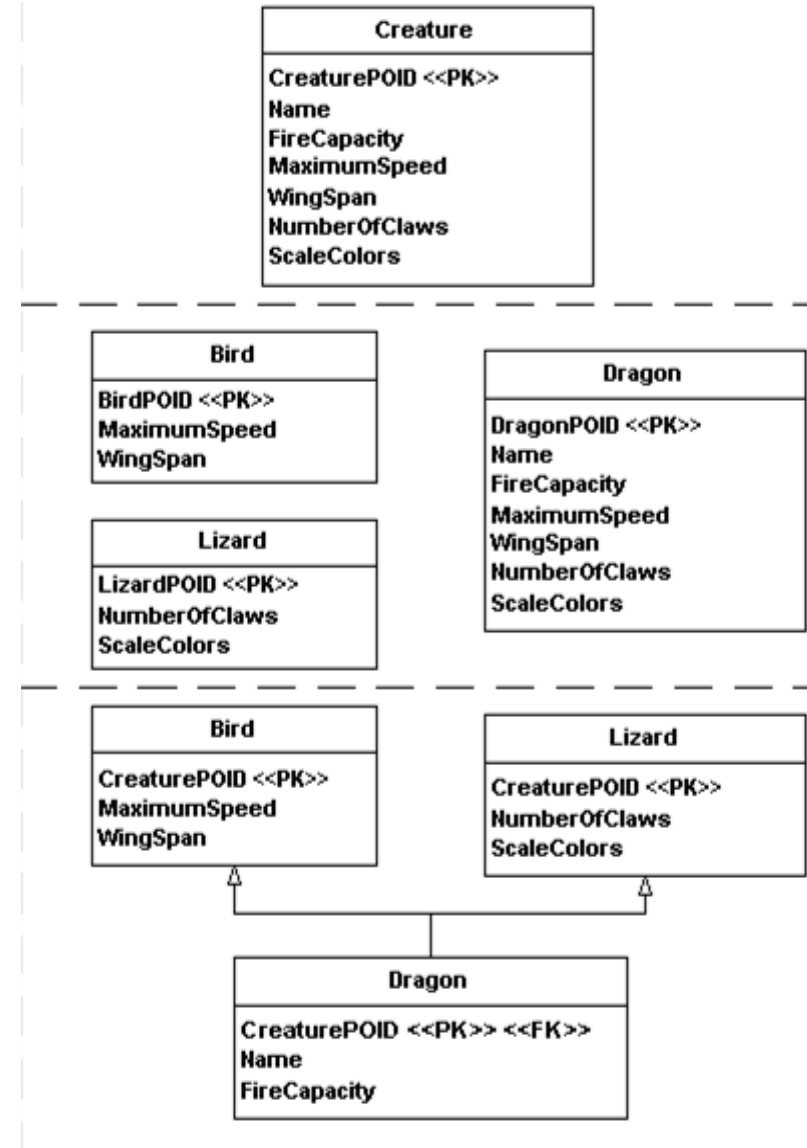 Creature
CreaturePOID <<PK>>
Name
FireCapacity
MaximumSpeed
WingSpan
NumberOfClaws
ScaleColors
Bird
BirdPOID <<PK>>
MaximumSpeed
WingSpan
Lizard
LizardPOID <<PK>>
NumberOfClaws
ScaleColors
Dragon
DragonPOID <<PK>>
Name
FireCapacity
MaximumSpeed
WingSpan
NumberOfClaws
ScaleColors
Bird
CreaturePOID <<PK>>
MaximumSpeed
WingSpan
Lizard
CreaturePOID <<PK>>
NumberOfClaws
ScaleColors
Dragon
CreaturePOID <<PK>> <<FK>>
Name
FireCapacity